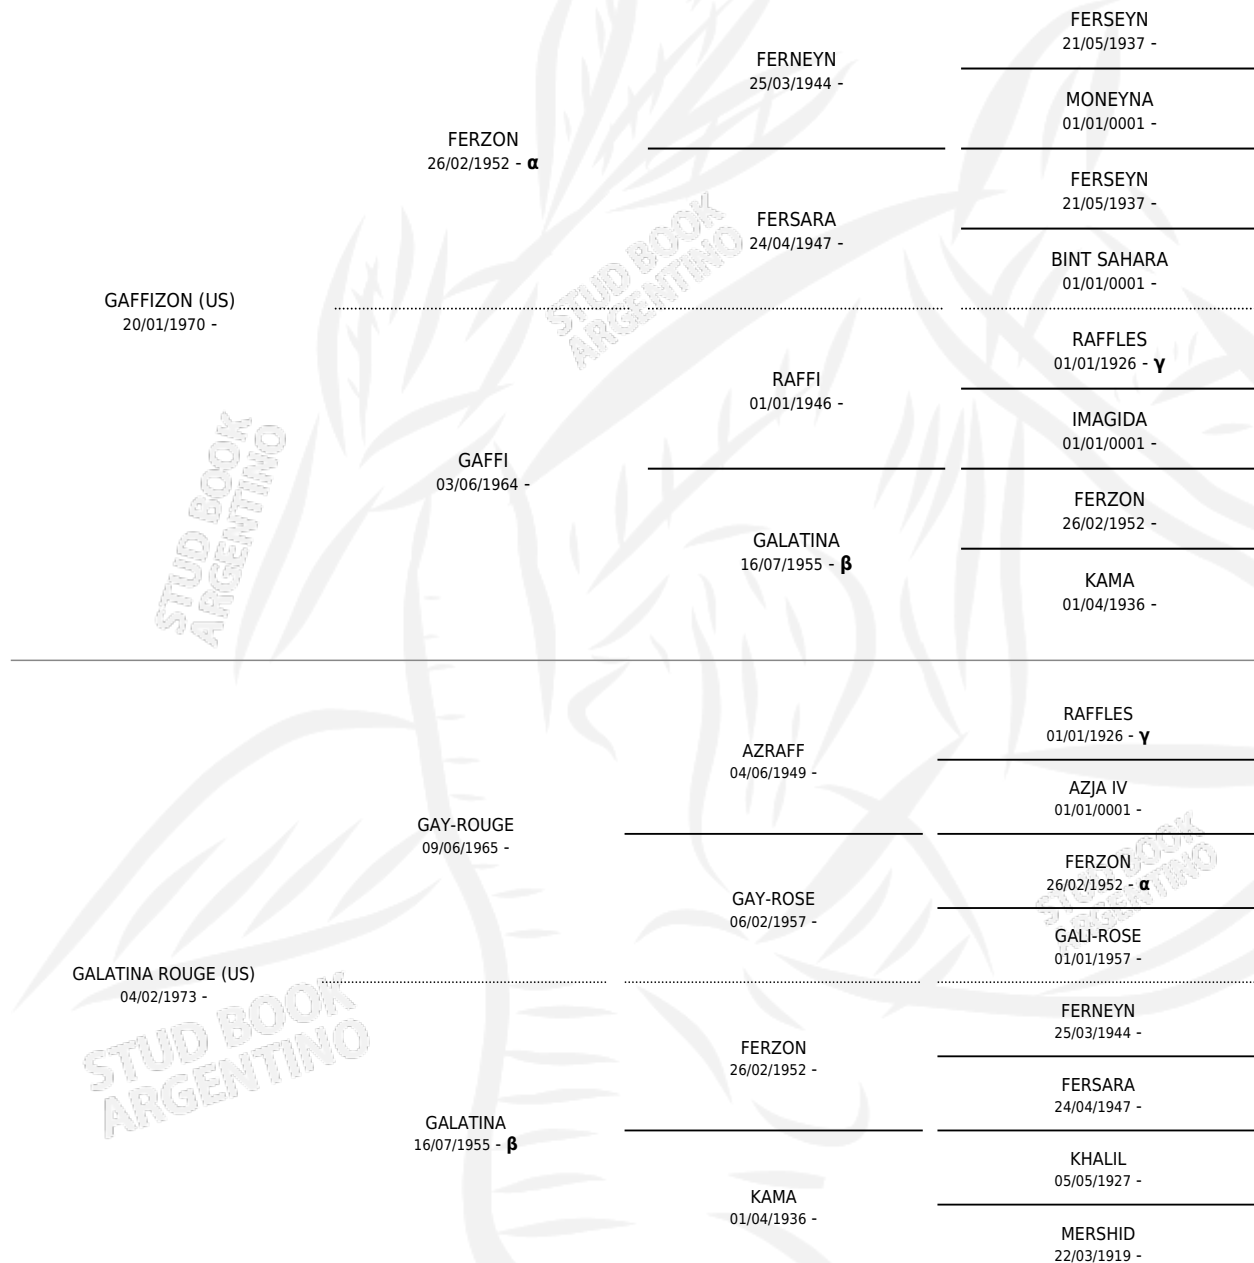 FERSEYN
21/05/1937 -
FERNEYN
25/03/1944 -
MONEYNA
01/01/0001 -
FERZON
26/02/1952 - α
FERSEYN
21/05/1937 -
FERSARA
24/04/1947 -
BINT SAHARA
01/01/0001 -
GAFFIZON (US)
20/01/1970 -
RAFFLES
01/01/1926 - γ
RAFFI
01/01/1946 -
IMAGIDA
01/01/0001 -
GAFFI
03/06/1964 -
FERZON
26/02/1952 -
GALATINA
16/07/1955 - β
KAMA
01/04/1936 -
RAFFLES
01/01/1926 - γ
AZRAFF
04/06/1949 -
AZJA IV
01/01/0001 -
GAY-ROUGE
09/06/1965 -
FERZON
26/02/1952 - α
GAY-ROSE
06/02/1957 -
GALI-ROSE
01/01/1957 -
GALATINA ROUGE (US)
04/02/1973 -
FERNEYN
25/03/1944 -
FERZON
26/02/1952 -
FERSARA
24/04/1947 -
GALATINA
16/07/1955 - β
KHALIL
05/05/1927 -
KAMA
01/04/1936 -
MERSHID
22/03/1919 -
STUD BOOK
ARGENTINO
STUD BOOK
ARGENTINO
STUD BOOK
ARGENTINO
STUD BOOK
ARGENTINO